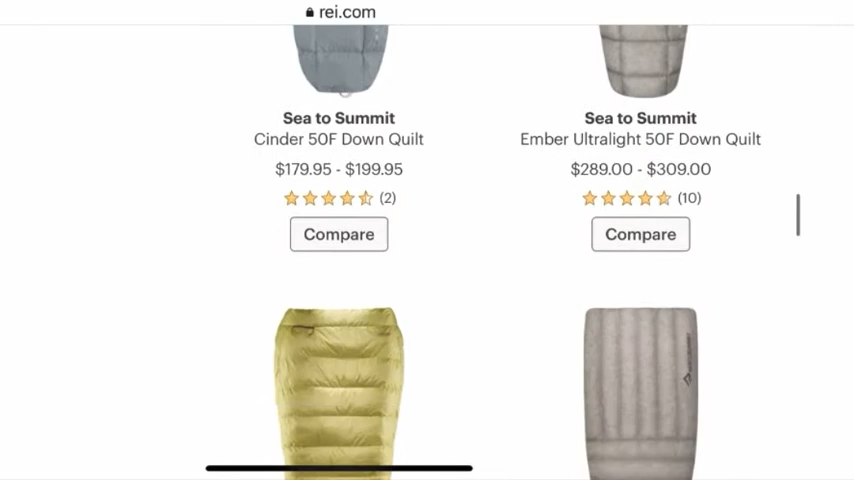 rei.com
Sea to Summit
Cinder 50F Down Quilt
$179.95 - $199.95
(2)
Compare
Sea to Summit
Ember Ultralight 50F Down Quilt
$289.00 - $309.00
(10)
Compare